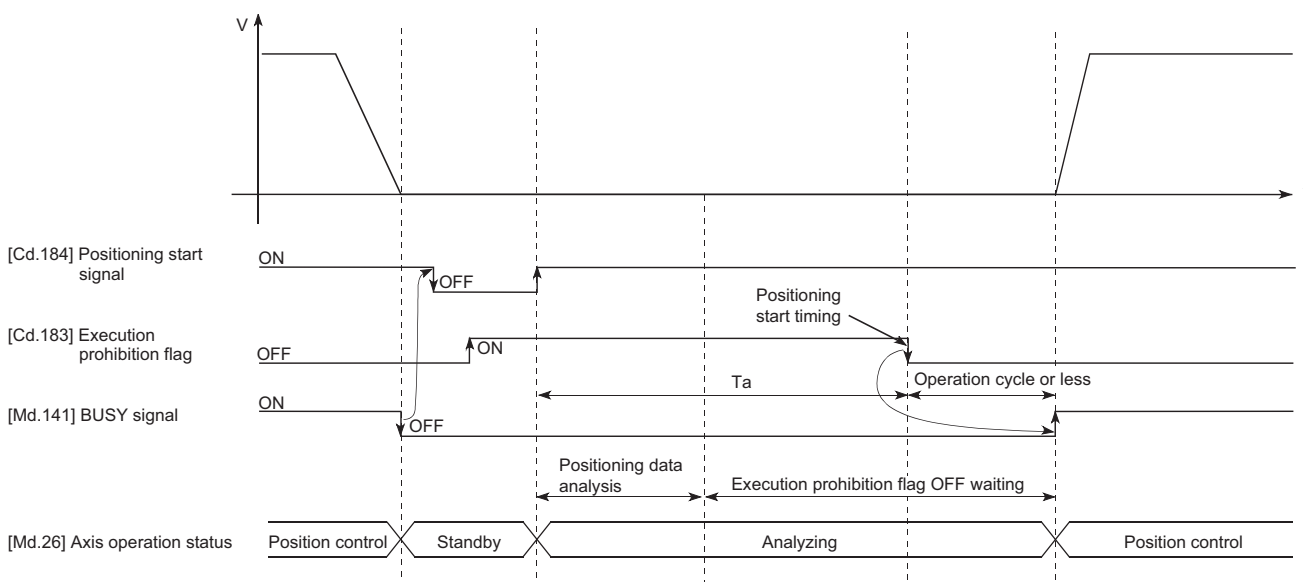 V
[Cd.184] Positioning start
signal
ON
OFF
Positioning
start timing
[Cd.183] Execution
prohibition flag
OFF
ON
Ta
Operation cycle or less
[Md.141] BUSY signal
ON
OFF
Positioning data
analysis
Execution prohibition flag OFF waiting
[Md.26] Axis operation status
Position control
Standby
Analyzing
Position control